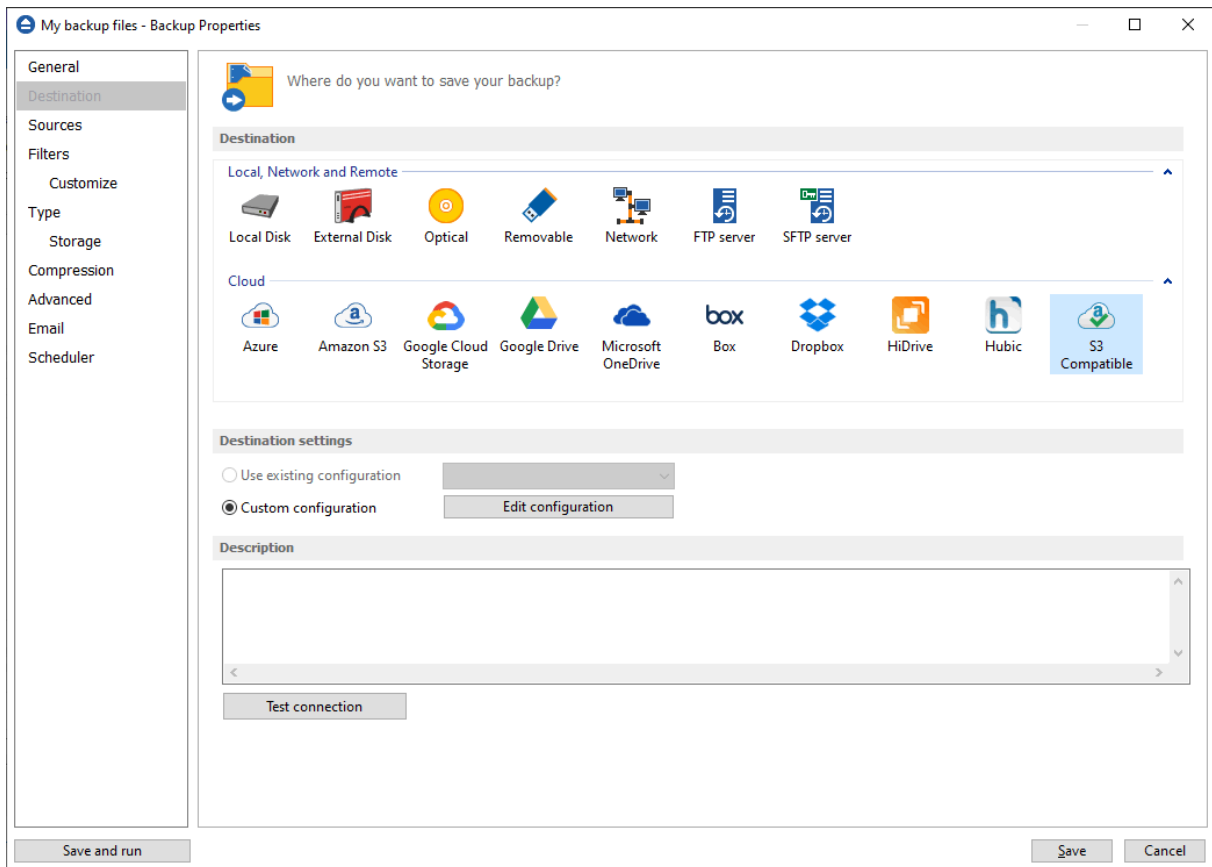 My backup files - Backup Properties
General
Destination
Sources
Filters
Customize
Type
Storage
Compression
Advanced
Email
Scheduler
Where do you want to save your backup?
Destination
Local, Network and Remote
Local Disk External Disk Optical Removable Network FTP server SFTP server
Cloud
a a
box h
Azure Amazon S3 Google Cloud Google Drive Microsoft Box Dropbox HiDrive Hubic S3
Storage OneDrive Compatible
Destination settings
Use existing configuration
Custom configuration Edit configuration
Description
Test connection
Save and run Save Cancel